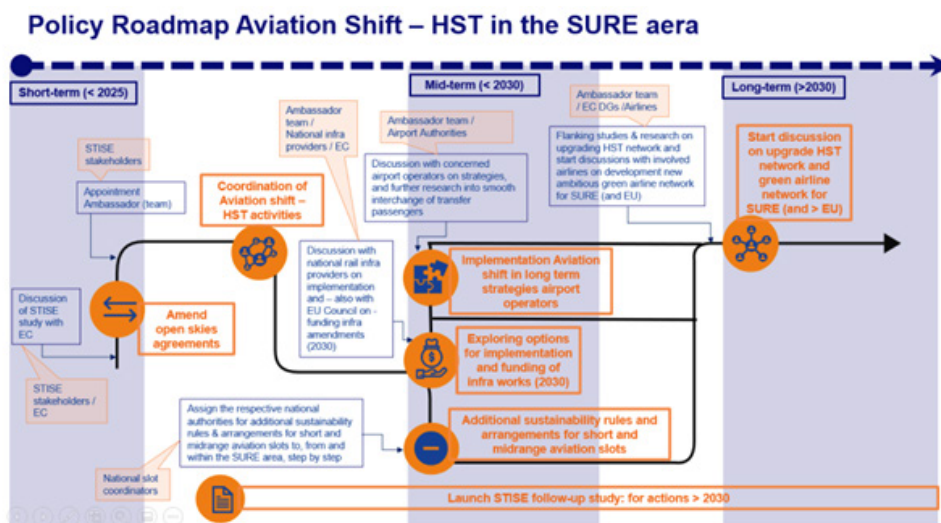 Policy Roadmap Aviation Shift – HST in the SURE aera
Short-term (< 2025)
Mid-term (< 2030)
Long-term (>2030)
STISE
stakeholders
Appointment
Ambassador (team)
Discussion
of STISE
study with
EC
STISE
stakeholders /
EC
Amend
open skies
agreements
Coordination of
Aviation shift –
HST activities
Ambassador
team /
National infra
providers / EC
Discussion with
national rail infra
providers on
implementation
and – also with
EU Council on -
funding infra
amendments
(2030)
Ambassador team /
Airport Authorities
Discussion with concerned
airport operators on strategies,
and further research into smooth
interchange of transfer
passengers
Implementation Aviation
shift in long term
strategies airport
operators
Exploring options
for implementation
and funding of
infra works (2030)
Additional sustainability rules and
arrangements for short and
midrange aviation slots
Assign the respective national
authorities for additional sustainability
rules & arrangements for short and
midrange aviation slots to, from and
within the SURE area, step by step
National slot
coordinators
Ambassador team
/ EC DGs /Airlines
Flanking studies & research on
upgrading HST network and
start discussions with involved
airlines on development new
ambitious green airline network
for SURE (and EU)
Start discussion
on upgrade HST
network and
green airline
network for
SURE (and > EU)
Launch STISE follow-up study: for actions > 2030